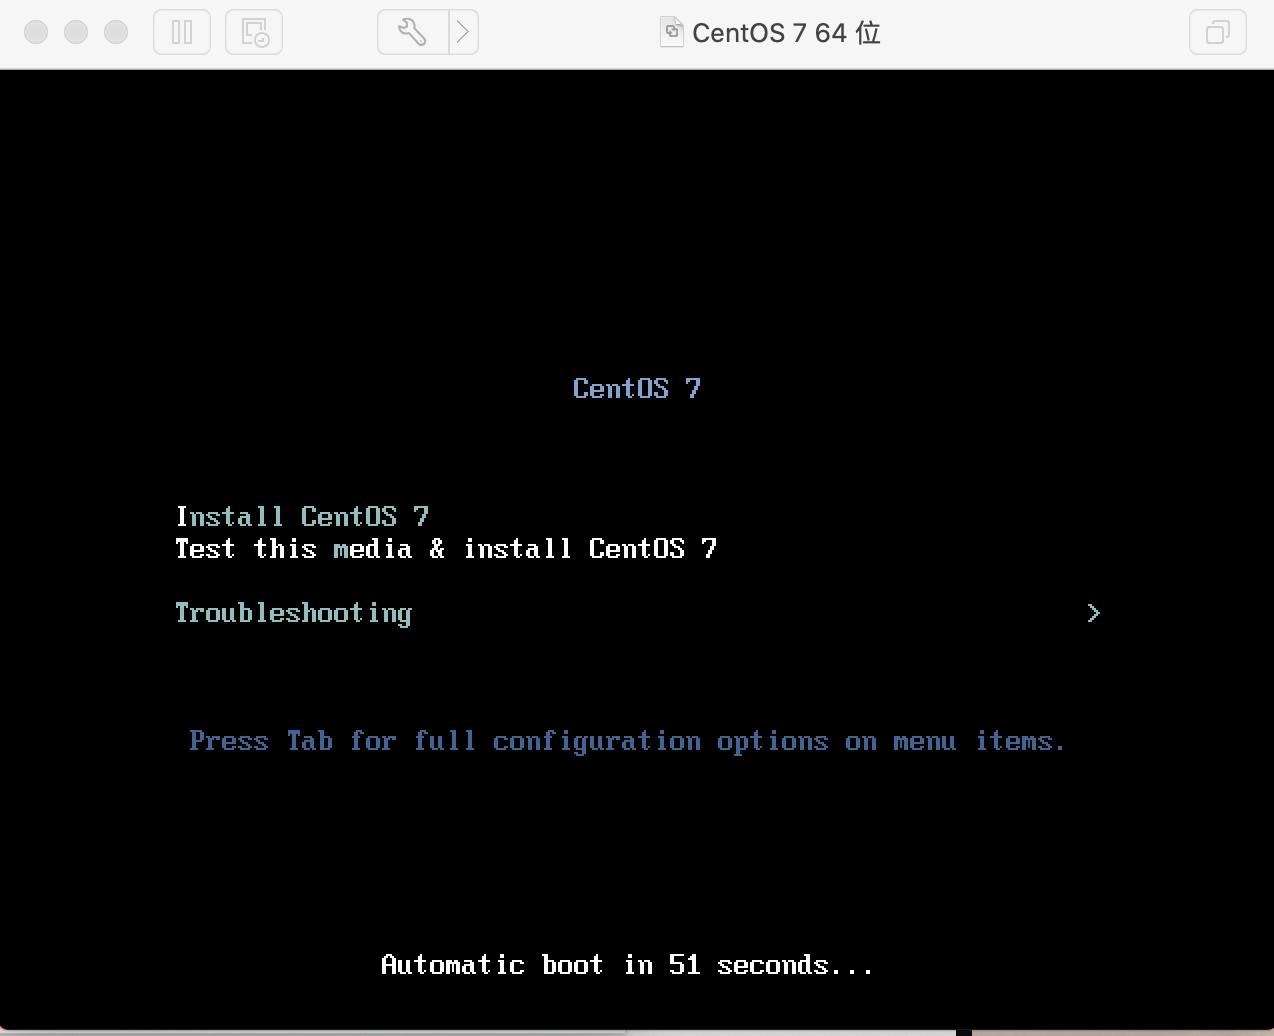 CentOS 7 64 位
CentOS 7
Install CentOS 7
Test this media & install CentOS 7
Troubleshooting >
Press Tab for full configuration options on menu items.
Automatic boot in 51 seconds...